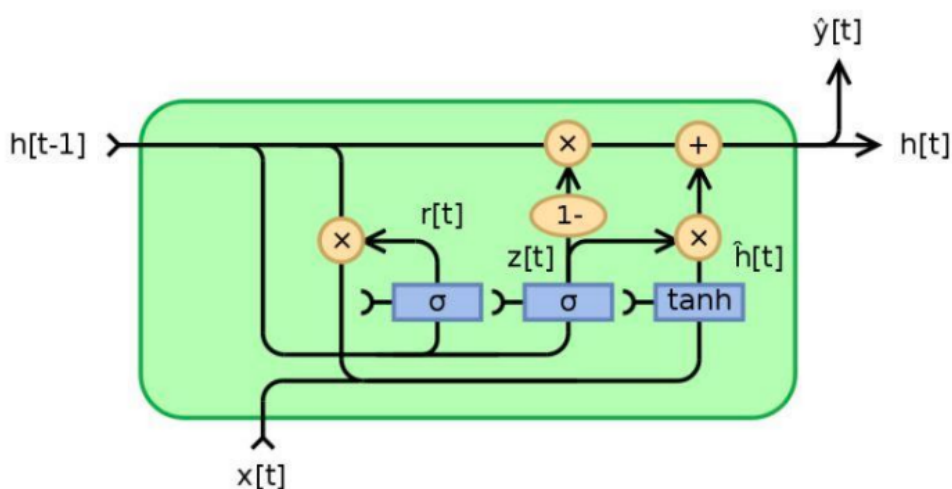 ŷ[t]
h[t-1]
×
+
h[t]
r[t]
1-
×
z[t]
×
ĥ[t]
σ
σ
tanh
x[t]